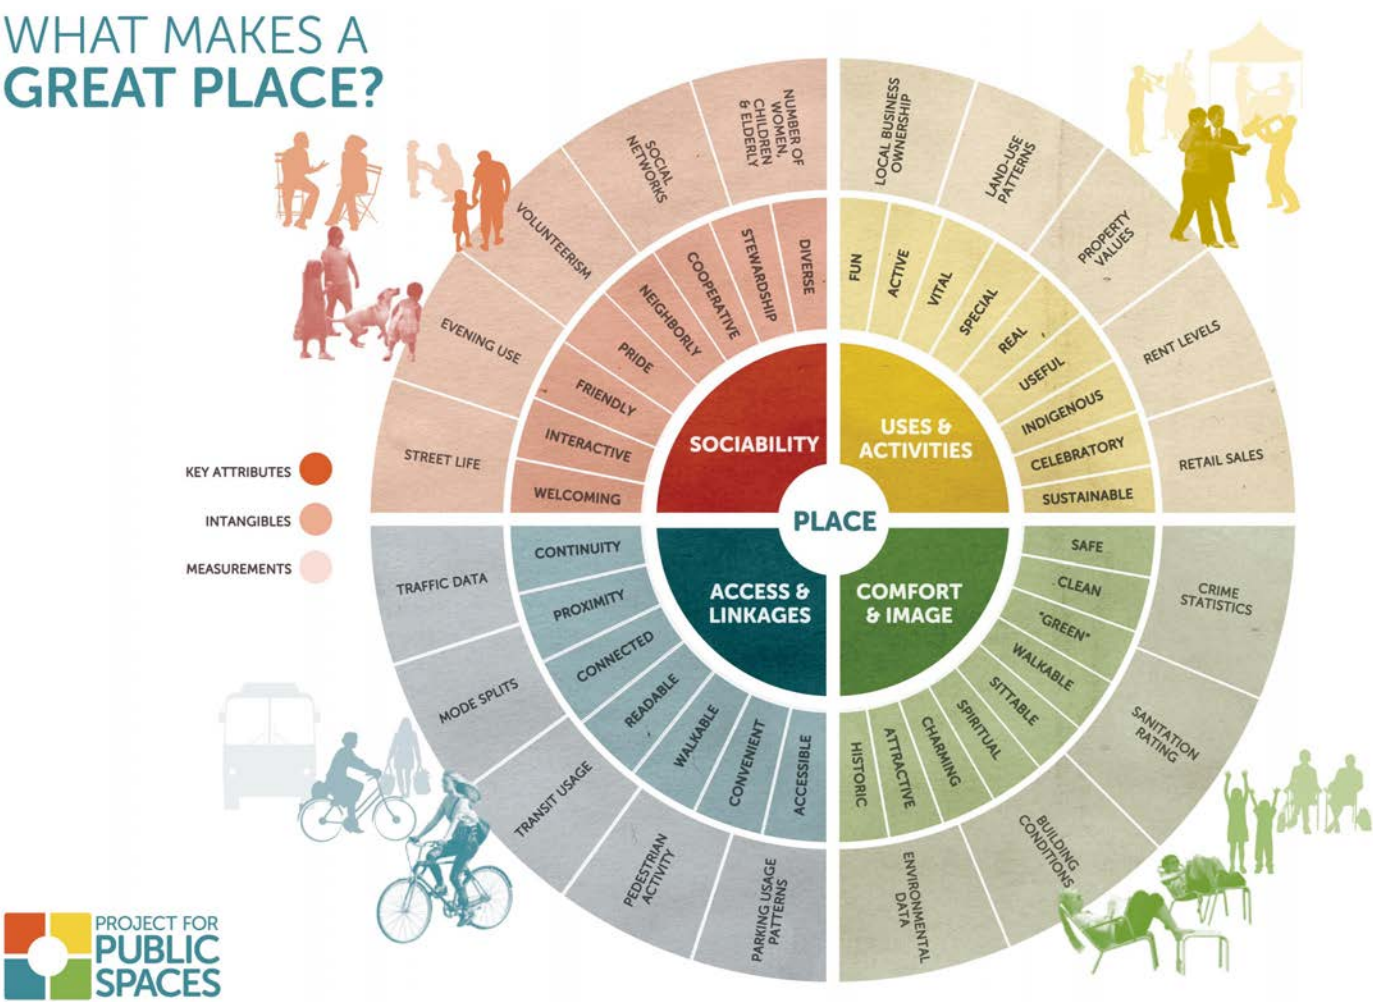 WHAT MAKES A
GREAT PLACE?
KEY ATTRIBUTES
INTANGIBLES
MEASUREMENTS
PLACE
SOCIABILITY
USES &
ACTIVITIES
ACCESS &
LINKAGES
COMFORT
& IMAGE
WELCOMING
INTERACTIVE
FRIENDLY
PRIDE
NEIGHBORLY
COOPERATIVE
STEWARDSHIP
DIVERSE
FUN
ACTIVE
VITAL
SPECIAL
REAL
USEFUL
INDIGENOUS
CELEBRATORY
SUSTAINABLE
SAFE
CLEAN
"GREEN"
WALKABLE
SITTABLE
SPIRITUAL
CHARMING
ATTRACTIVE
HISTORIC
ACCESSIBLE
CONVENIENT
WALKABLE
READABLE
CONNECTED
PROXIMITY
CONTINUITY
STREET LIFE
EVENING USE
VOLUNTEERISM
SOCIAL
NETWORKS
NUMBER OF
WOMEN,
CHILDREN
& ELDERLY
LOCAL BUSINESS
OWNERSHIP
LAND-USE
PATTERNS
PROPERTY
VALUES
RENT LEVELS
RETAIL SALES
CRIME
STATISTICS
SANITATION
RATING
BUILDING
CONDITIONS
ENVIRONMENTAL
DATA
PARKING USAGE
PATTERNS
PEDESTRIAN
ACTIVITY
TRANSIT USAGE
MODE SPLITS
TRAFFIC DATA
PROJECT FOR
PUBLIC
SPACES